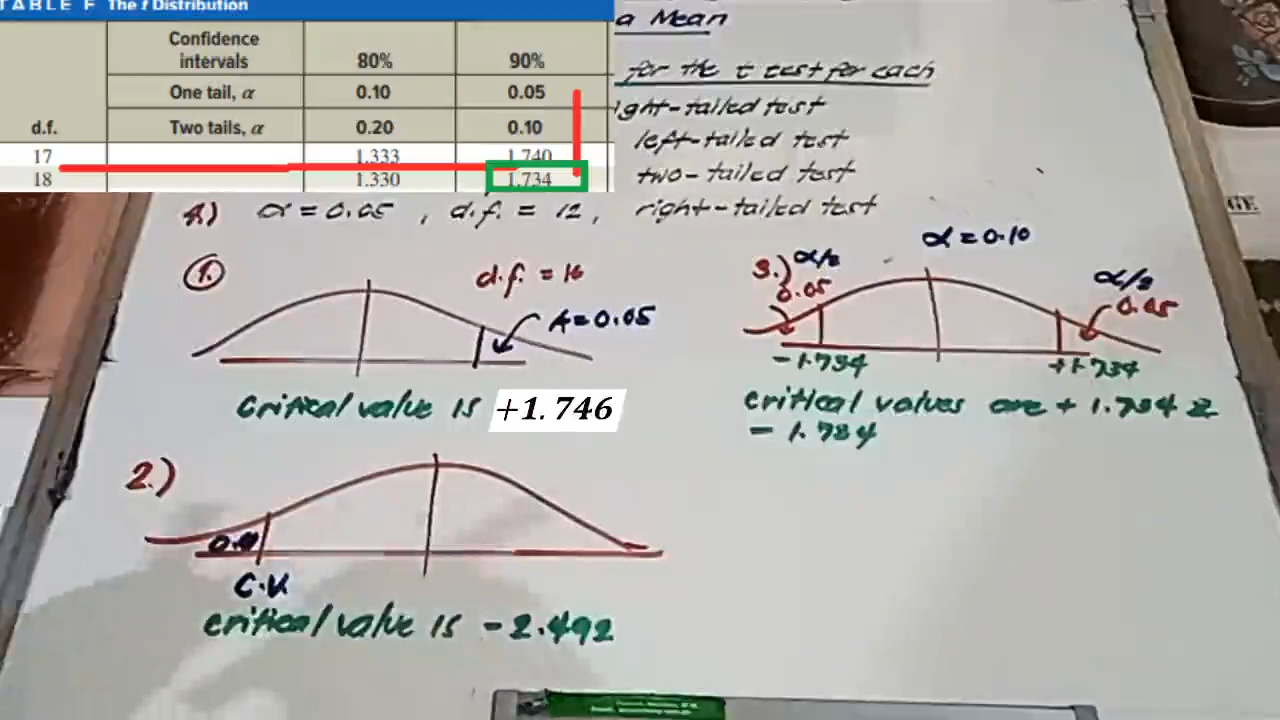 TABLE F The t Distribution
Confidence intervals 80% 90%
One tail, α 0.10 0.05
d.f. Two tails, α 0.20 0.10
17 1.333 1.740
18 1.330 1.734
a Mean
for the t test for each
ight-tailed test
left-tailed test
two-tailed test
4) α = 0.05 , d.f. = 12, right-tailed test
1.
d.f. = 16
A = 0.05
critical value is +1.746
3.) α = 0.10
α/2 α/2
0.05 0.05
-1.734 +1.734
critical values are + 1.734 &
- 1.734
2.)
0.01
C.V.
critical value is - 2.492